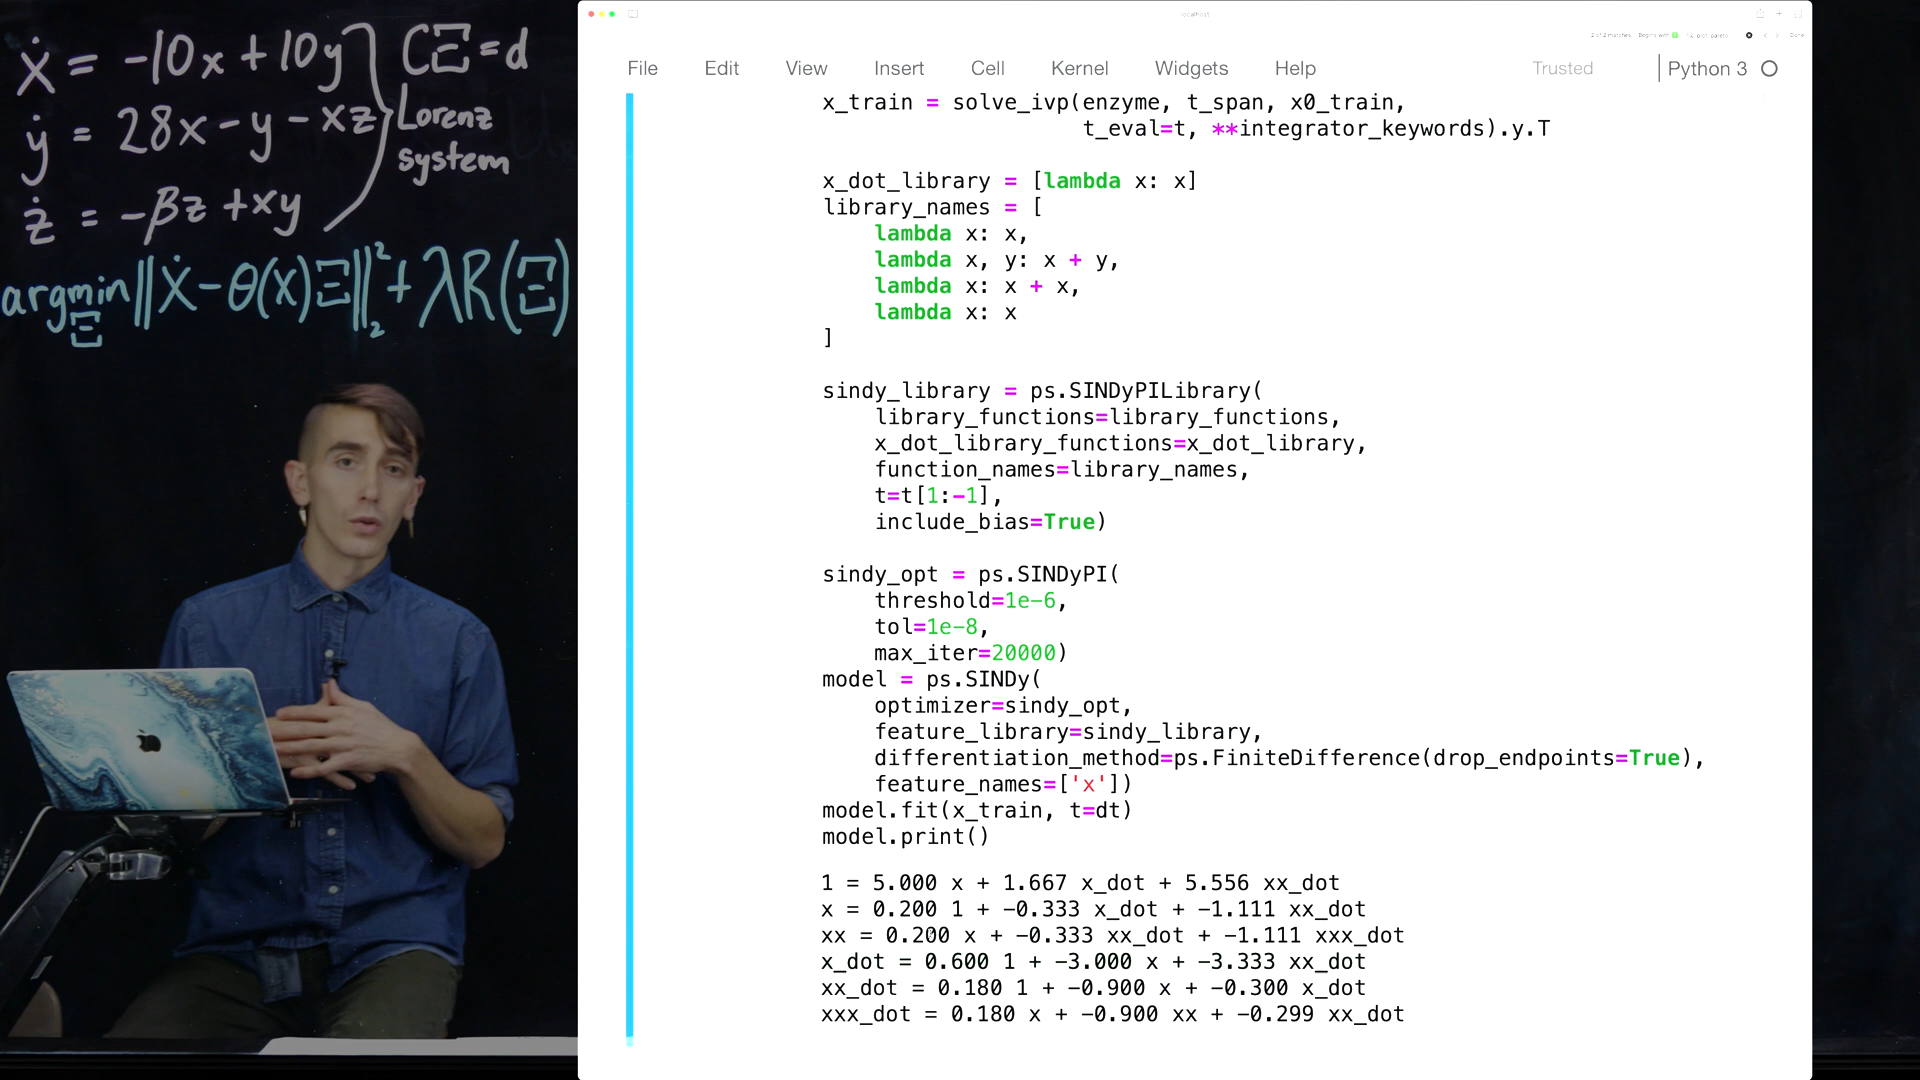 ẋ = -10x + 10y
ẏ = 28x - y - xz
ż = -βz + xy
CΞ = d
Lorenz
system
argmin ‖Ẋ - θ(X)Ξ‖₂² + λR(Ξ)
Ξ
localhost
Done
File Edit View Insert Cell Kernel Widgets Help Trusted Python 3
x_train = solve_ivp(enzyme, t_span, x0_train,
t_eval=t, **integrator_keywords).y.T
x_dot_library = [lambda x: x]
library_names = [
lambda x: x,
lambda x, y: x + y,
lambda x: x + x,
lambda x: x
]
sindy_library = ps.SINDyPILibrary(
library_functions=library_functions,
x_dot_library_functions=x_dot_library,
function_names=library_names,
t=t[1:-1],
include_bias=True)
sindy_opt = ps.SINDyPI(
threshold=1e-6,
tol=1e-8,
max_iter=20000)
model = ps.SINDy(
optimizer=sindy_opt,
feature_library=sindy_library,
differentiation_method=ps.FiniteDifference(drop_endpoints=True),
feature_names=['x'])
model.fit(x_train, t=dt)
model.print()
1 = 5.000 x + 1.667 x_dot + 5.556 xx_dot
x = 0.200 1 + -0.333 x_dot + -1.111 xx_dot
xx = 0.200 x + -0.333 xx_dot + -1.111 xxx_dot
x_dot = 0.600 1 + -3.000 x + -3.333 xx_dot
xx_dot = 0.180 1 + -0.900 x + -0.300 x_dot
xxx_dot = 0.180 x + -0.900 xx + -0.299 xx_dot